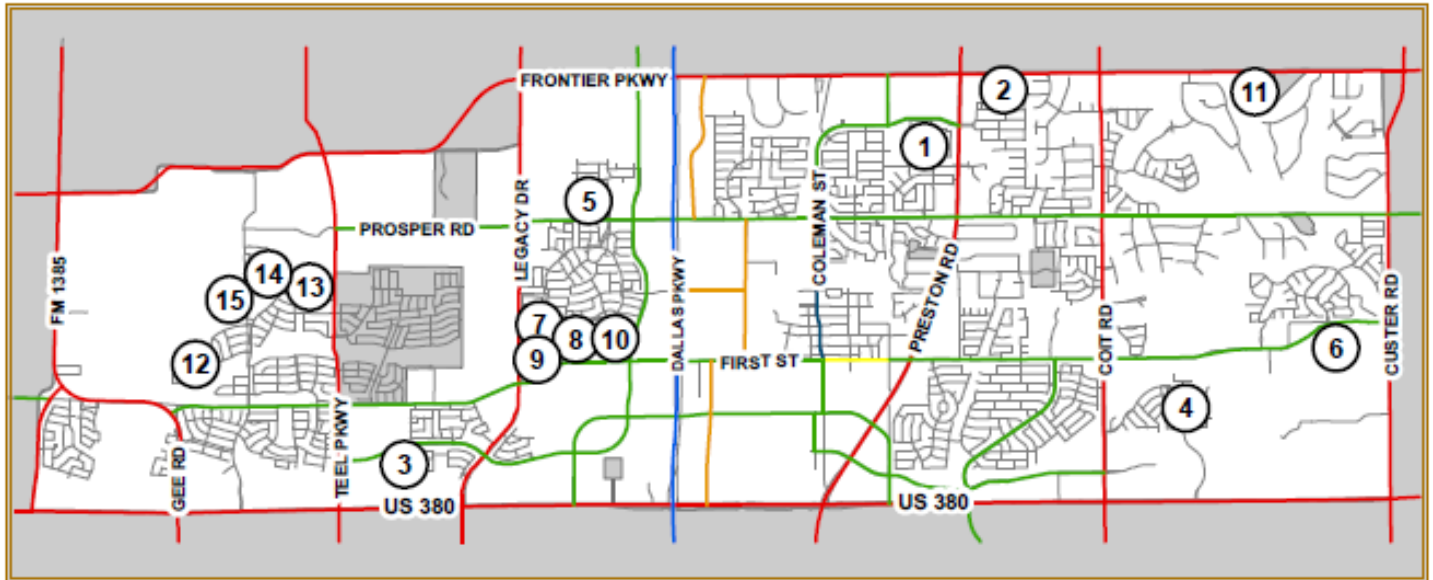 FRONTIER PKWY
2
11
1
5
LEGACY DR
COLEMAN ST
PROSPER RD
FM 1385
14
15
13
DALLAS PKWY
PRESTON RD
7
8
10
9
12
FIRST ST
COIT RD
6
CUSTER RD
4
3
GEE RD
TEEL PKWY
US 380
US 380